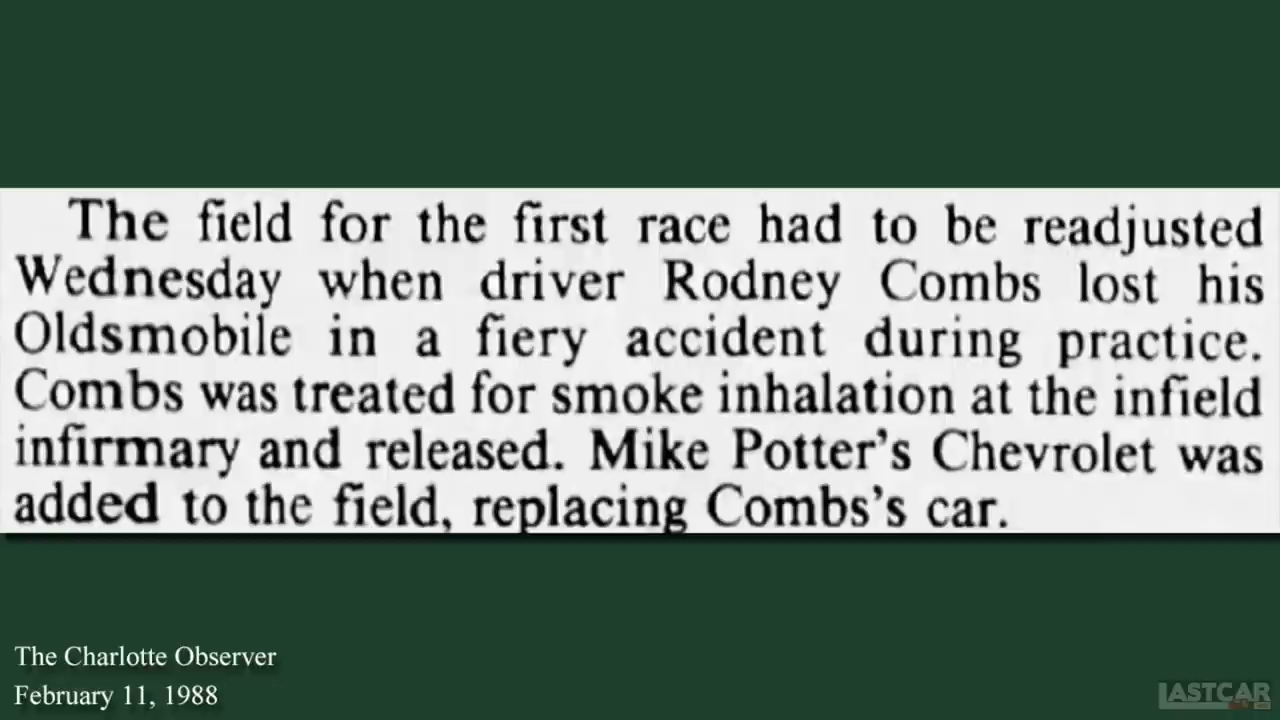 The field for the first race had to be readjusted
Wednesday when driver Rodney Combs lost his
Oldsmobile in a fiery accident during practice.
Combs was treated for smoke inhalation at the infield
infirmary and released. Mike Potter's Chevrolet was
added to the field, replacing Combs's car.
The Charlotte Observer
February 11, 1988
LASTCAR